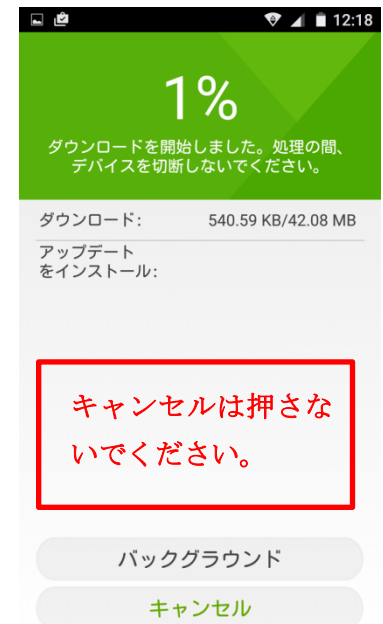 12:18
1%
ダウンロードを開始しました。処理の間、
デバイスを切断しないでください。
ダウンロード: 540.59 KB/42.08 MB
アップデート
をインストール:
キャンセルは押さな
いでください。
バックグラウンド
キャンセル